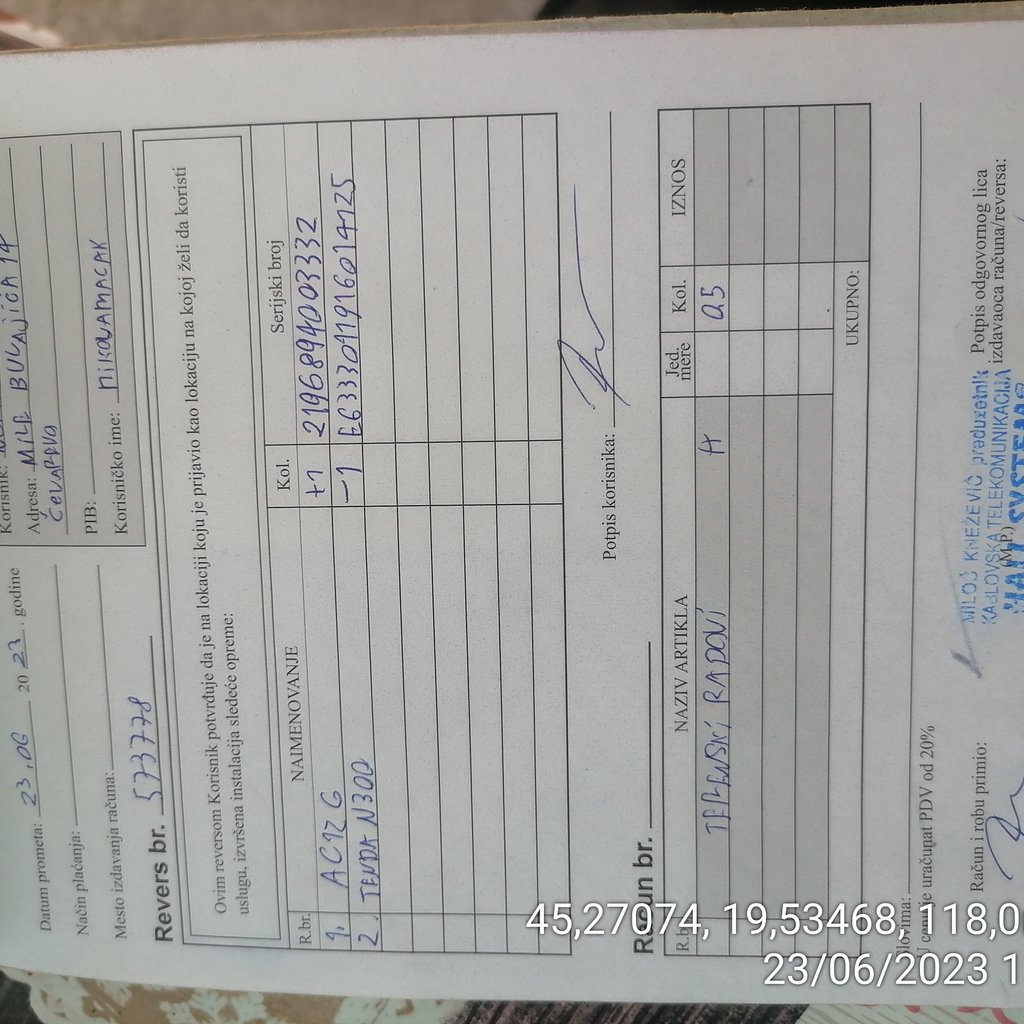 Datum prometa: 23.06 20 23. godine
Način plaćanja:
Mesto izdavanja računa:
Korisnik:
Adresa: MILE BULAJIĆA 14
ČEVAROVO
PIB:
Korisničko ime: nikolamacak
Revers br. 573778
Ovim reversom Korisnik potvrđuje da je na lokaciji koju je prijavio kao lokaciju na kojoj želi da koristi
uslugu, izvršena instalacija sledeće opreme:
R.br. NAIMENOVANJE Kol. Serijski broj
1. AC12 G +1 2196894003332
2. TENDA N300 -1 E6333011916014125
Potpis korisnika:
Račun br.
R.b NAZIV ARTIKLA Jed. mere Kol. IZNOS
TERENSKI RADOVI H 0.5
UKUPNO:
U cenu je uračunat PDV od 20%
Račun i robu primio:
(M.P.)
Potpis odgovornog lica
izdavaoca računa/reversa:
MILOŠ KNEŽEVIĆ preduzetnik
KABLOVSKA TELEKOMUNIKACIJA
45,27074, 19,53468, 118,0
23/06/2023 1